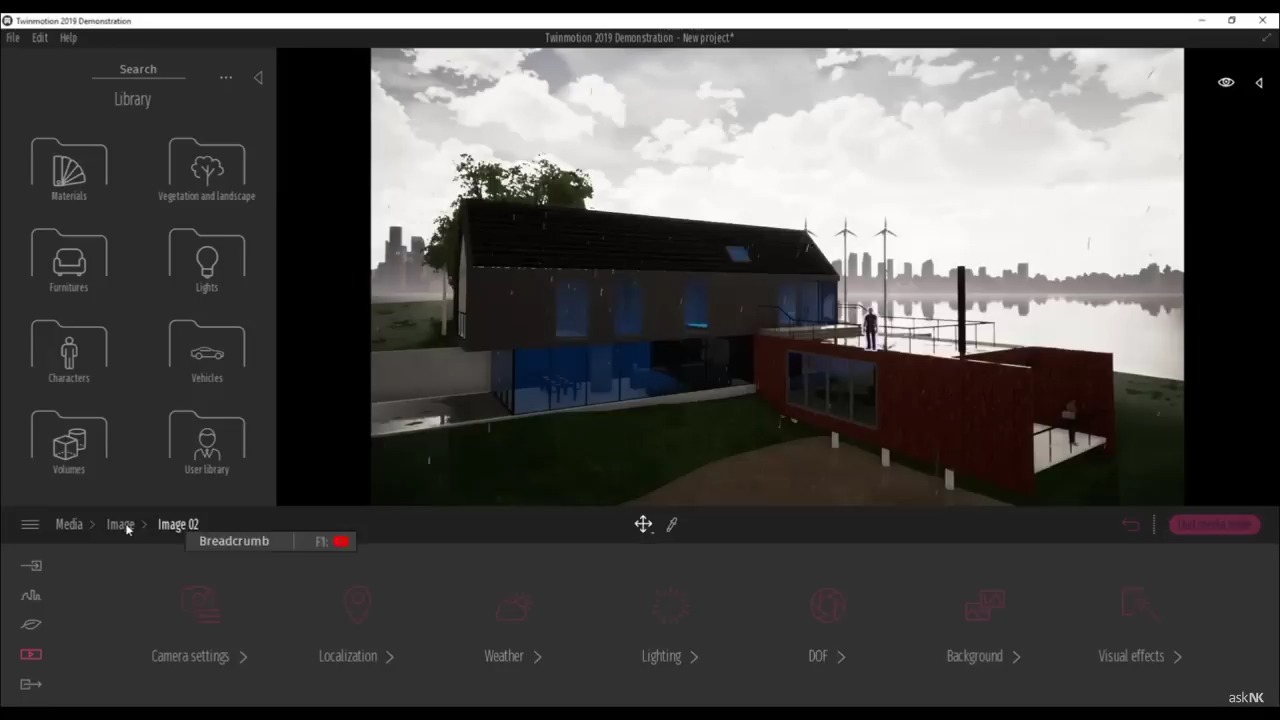 Twinmotion 2019 Demonstration
File Edit Help
Twinmotion 2019 Demonstration - New project*
Search
...
Library
Materials
Vegetation and landscape
Furnitures
Lights
Characters
Vehicles
Volumes
User library
Media > Image > Image 02
Breadcrumb F1:
Camera settings >
Localization >
Weather >
Lighting >
DOF >
Background >
Visual effects >
askNK